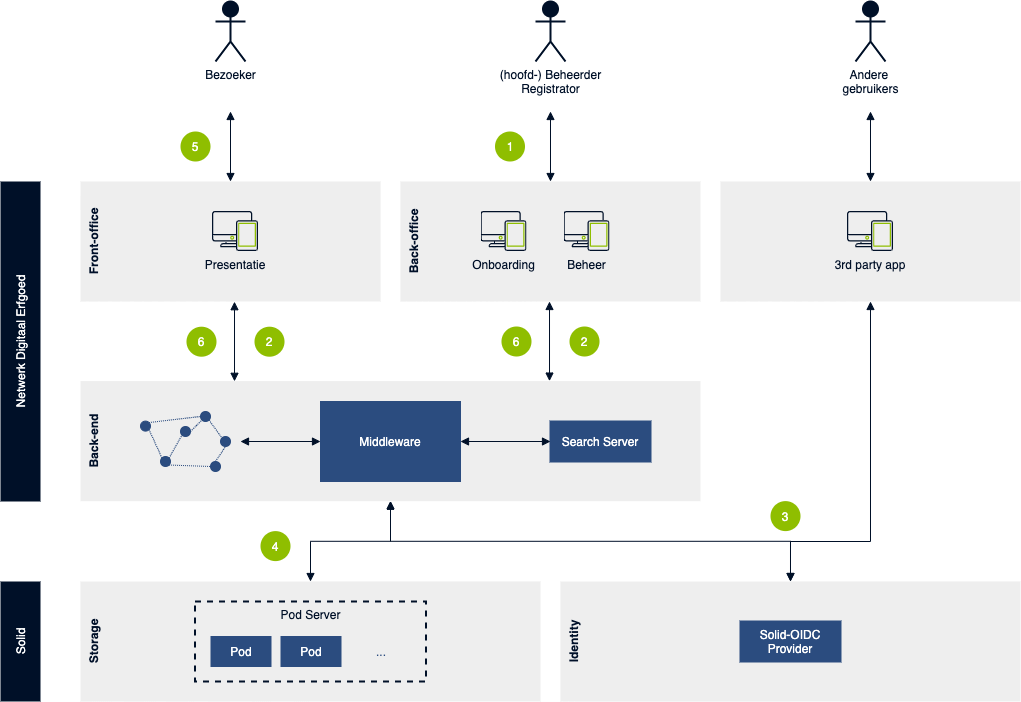 Bezoeker
(hoofd-) Beheerder
Registrator
Andere
gebruikers
5
1
Netwerk Digitaal Erfgoed
Front-office
Presentatie
Back-office
Onboarding
Beheer
3rd party app
6
2
6
2
Back-end
Middleware
Search Server
3
4
Solid
Storage
Pod Server
Pod
Pod
...
Identity
Solid-OIDC
Provider